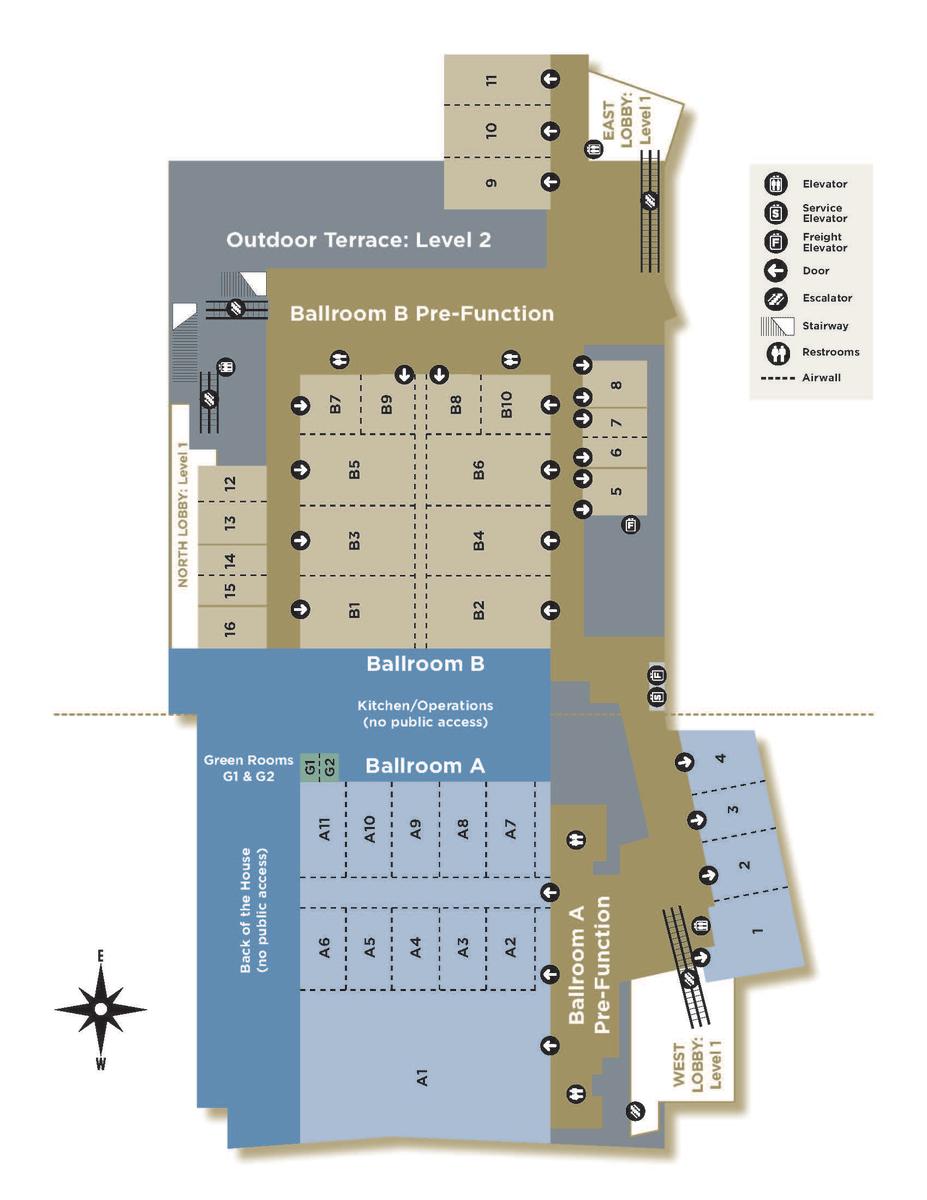 11
10
9
EAST
LOBBY:
Level 1
Outdoor Terrace: Level 2
Ballroom B Pre-Function
Elevator
Service
Elevator
Freight
Elevator
Door
Escalator
Stairway
Restrooms
Airwall
S
F
B7
B9
B8
B10
8
7
6
5
F
B5
B6
B3
B4
B1
B2
NORTH LOBBY: Level 1
12
13
14
15
16
Ballroom B
Kitchen/Operations
(no public access)
F
S
Green Rooms
G1 & G2
G1
G2
Ballroom A
A11
A10
A9
A8
A7
A6
A5
A4
A3
A2
A1
Back of the House
(no public access)
Ballroom A
Pre-Function
4
3
2
1
WEST
LOBBY:
Level 1
E
W